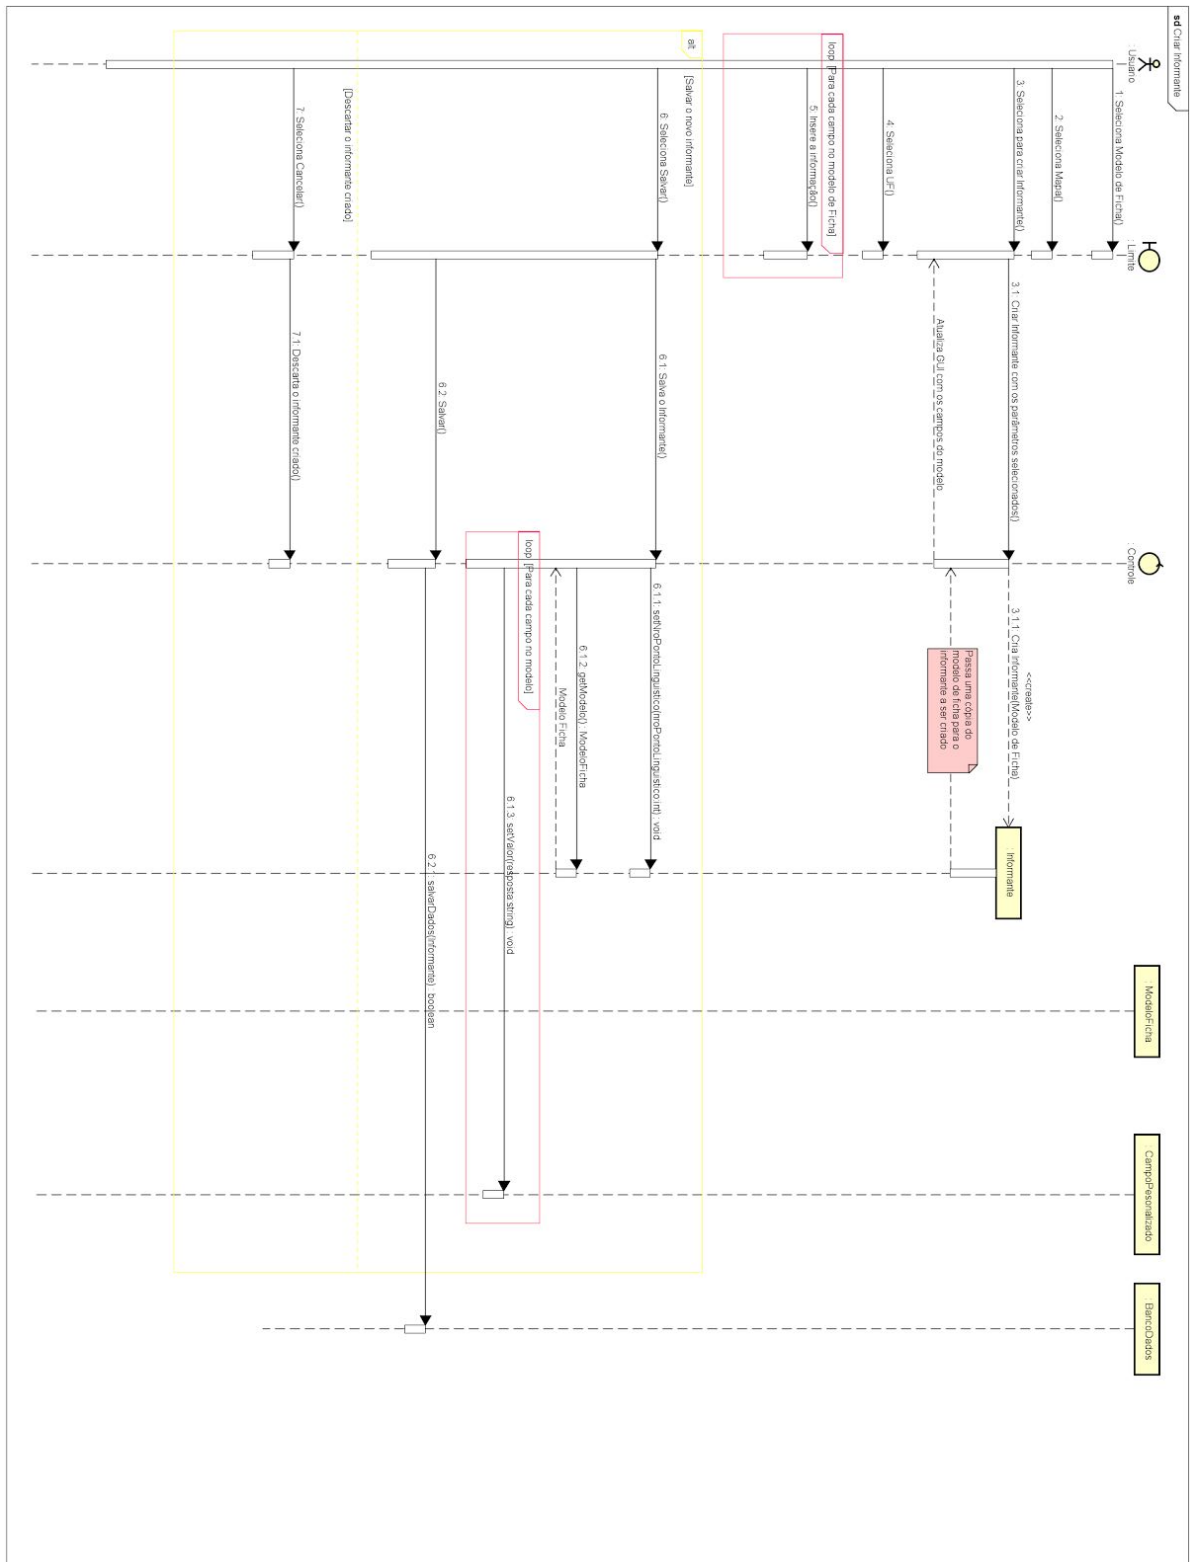 sd Criar Informante
: Usuario
: Limite
: Controle
: ModeloFicha
: CampoPesonalizado
: BancoDados
1: Seleciona Modelo de Ficha()
2: Seleciona Mapa()
3: Seleciona para criar Informante()
3.1: Criar Informante com os parâmetros selecionados()
<<create>>
3.1.1: Cria Informante(Modelo de Ficha)
: Informante
Passa uma cópia do
modelo de ficha para o
informante a ser criado
Atualiza GUI com os campos do modelo
4: Seleciona UF()
loop [Para cada campo no modelo de Ficha]
5: Insere a informação()
alt
[Salvar o novo informante]
6: Seleciona Salvar()
6.1: Salva o Informante()
6.1.1: setNroPontoLinguistico(nroPontoLinguistico:int) : void
6.1.2: getModelo() : ModeloFicha
Modelo Ficha
loop [Para cada campo no modelo]
6.1.3: setValor(resposta:string) : void
6.2: Salvar()
6.2.1: salvarDados(Informante) : boolean
[Descartar o informante criado]
7: Seleciona Cancelar()
7.1: Descarta o informante criado()